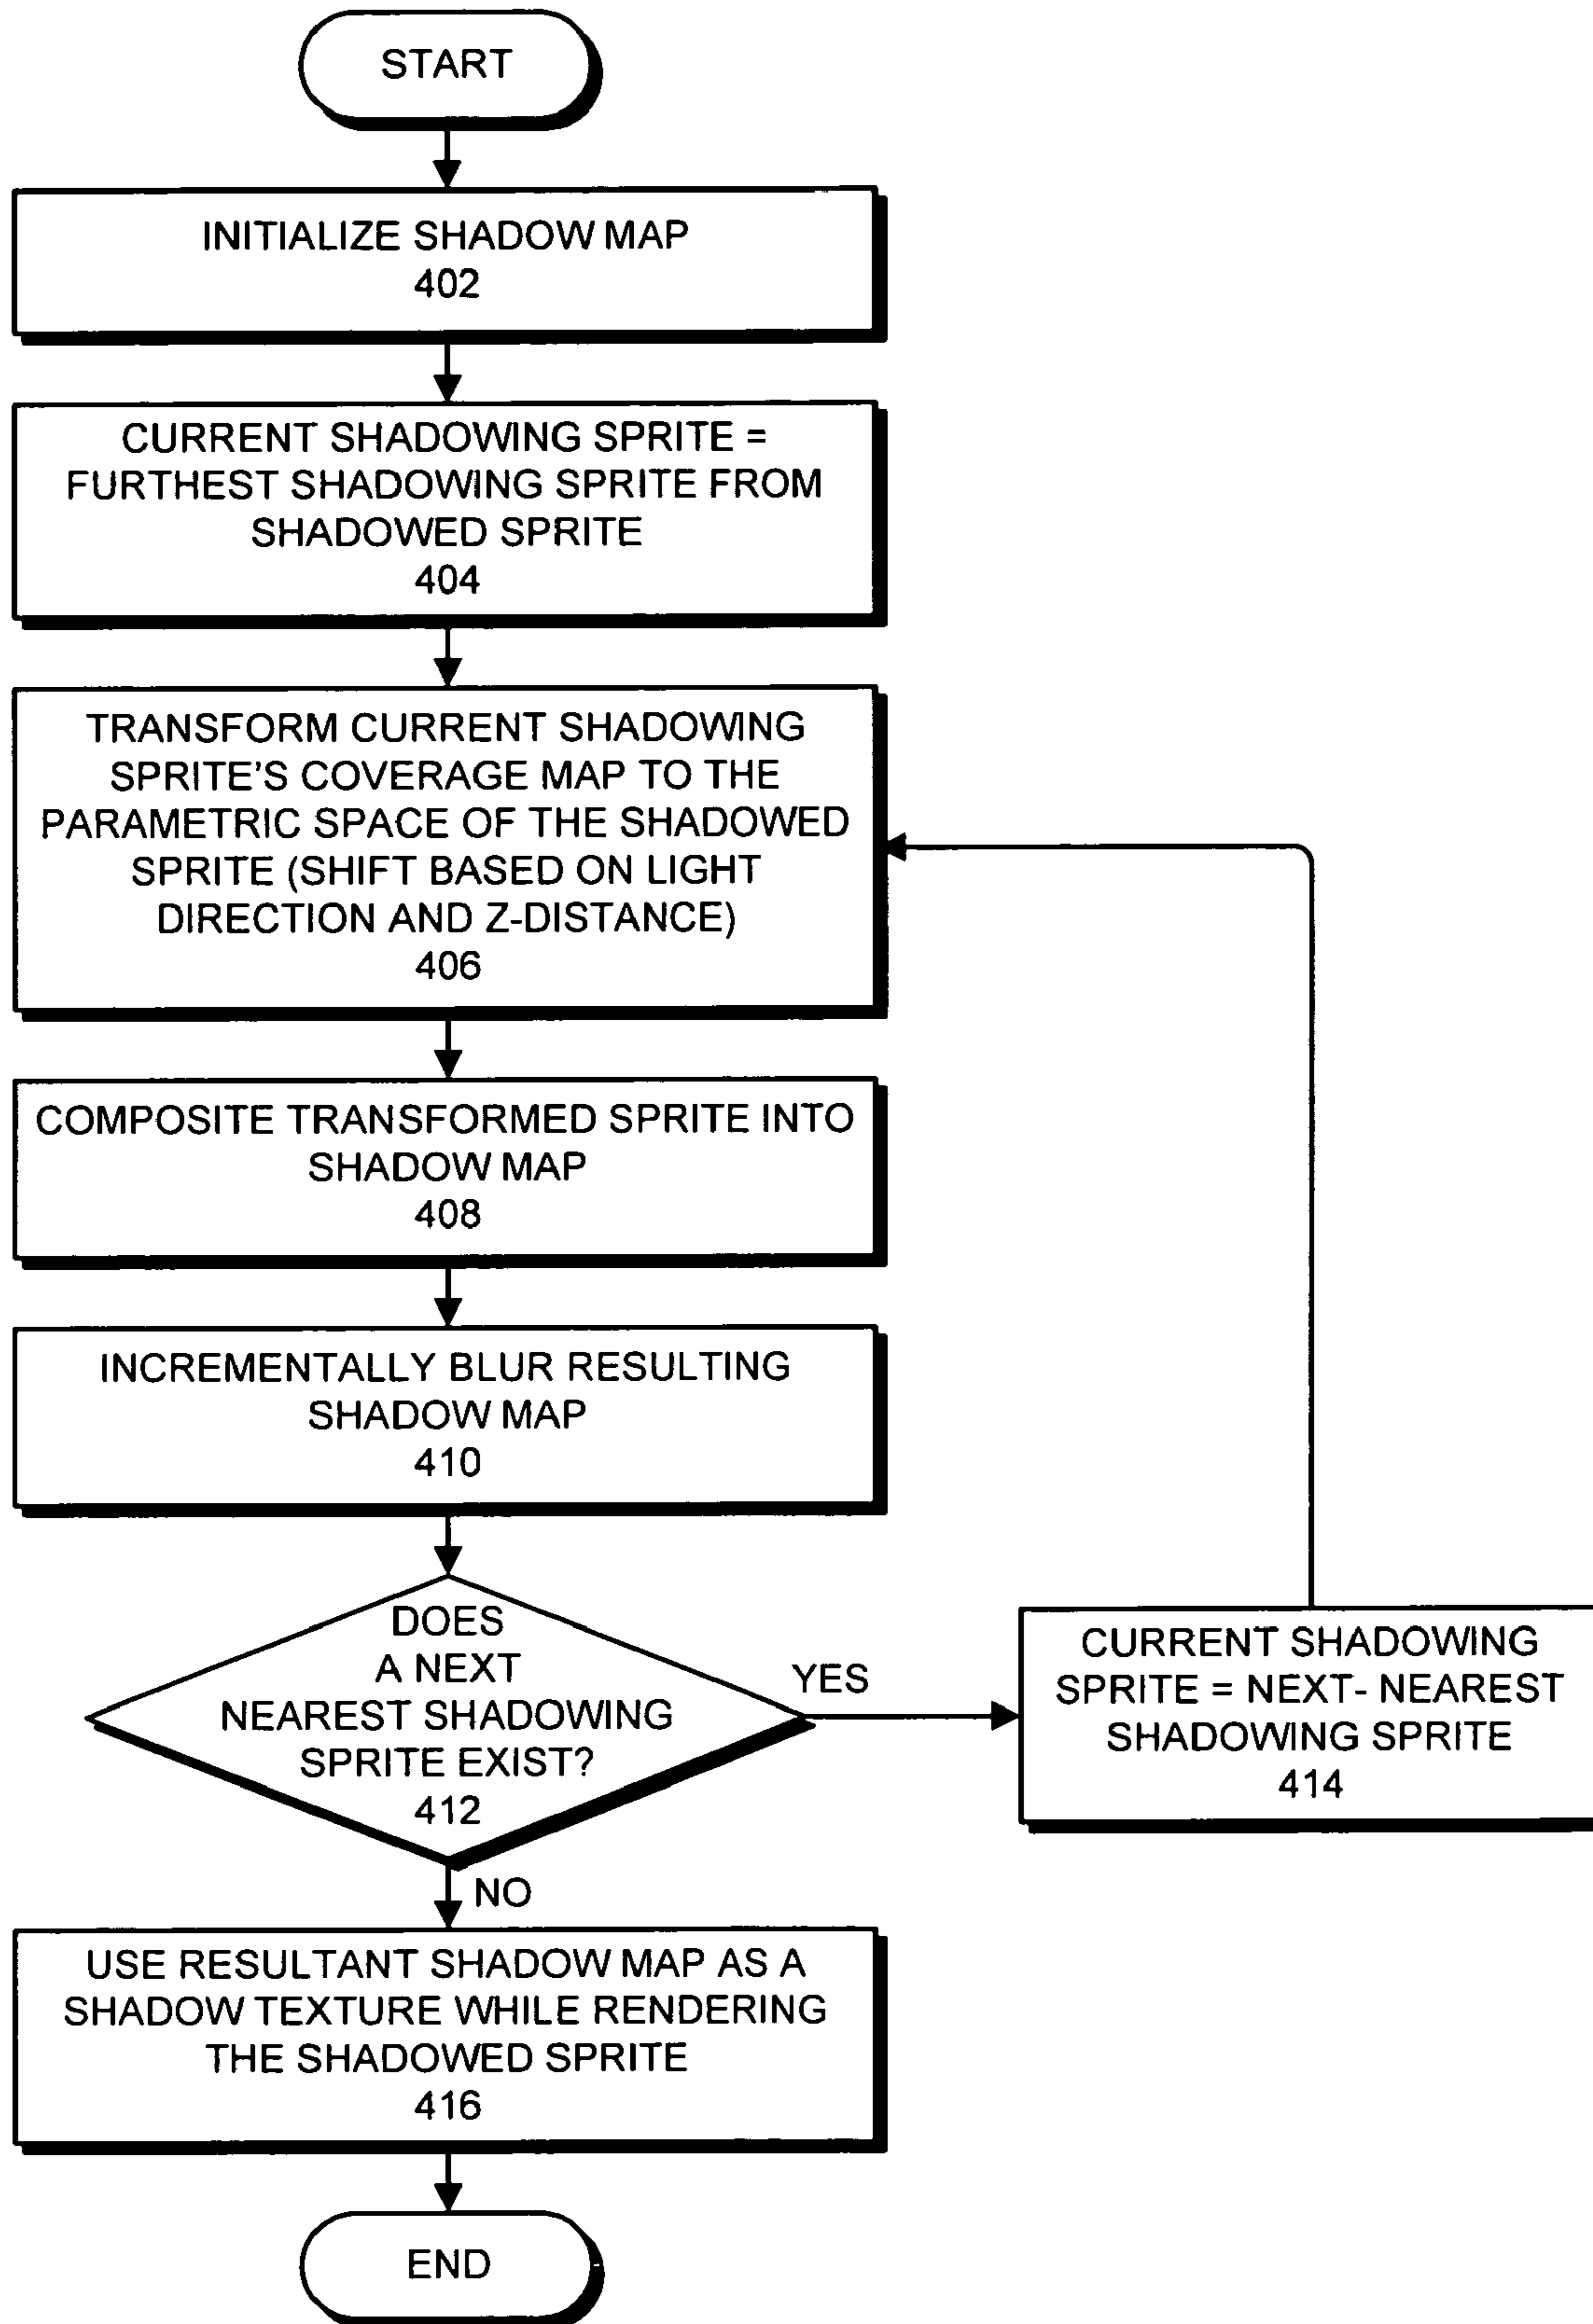 START
INITIALIZE SHADOW MAP
402
CURRENT SHADOWING SPRITE =
FURTHEST SHADOWING SPRITE FROM
SHADOWED SPRITE
404
TRANSFORM CURRENT SHADOWING
SPRITE'S COVERAGE MAP TO THE
PARAMETRIC SPACE OF THE SHADOWED
SPRITE (SHIFT BASED ON LIGHT
DIRECTION AND Z-DISTANCE)
406
COMPOSITE TRANSFORMED SPRITE INTO
SHADOW MAP
408
INCREMENTALLY BLUR RESULTING
SHADOW MAP
410
DOES
A NEXT
NEAREST SHADOWING
SPRITE EXIST?
412
YES
CURRENT SHADOWING
SPRITE = NEXT- NEAREST
SHADOWING SPRITE
414
NO
USE RESULTANT SHADOW MAP AS A
SHADOW TEXTURE WHILE RENDERING
THE SHADOWED SPRITE
416
END